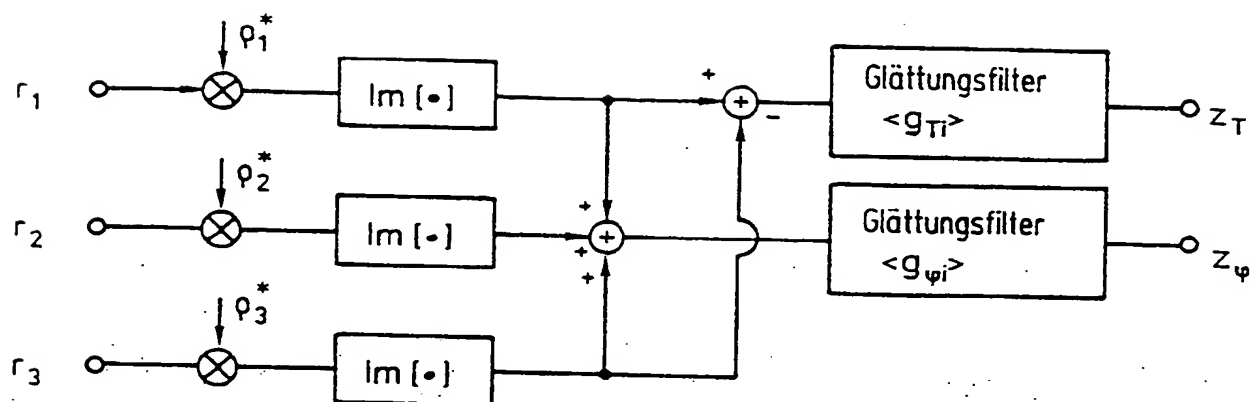 ρ1*
r1
Im [•]
+
+
-
Glättungsfilter
<gTi>
zT
ρ2*
r2
Im [•]
+
+
+
+
Glättungsfilter
<gφi>
zφ
ρ3*
r3
Im [•]